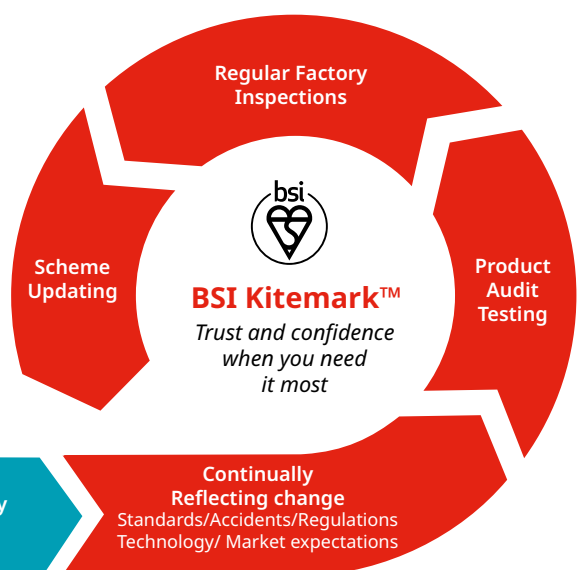 Regular Factory
Inspections
bsi
Scheme
Updating
Product
Audit
Testing
BSI Kitemark™
Trust and confidence
when you need
it most
Continually
Reflecting change
Standards/Accidents/Regulations
Technology/ Market expectations